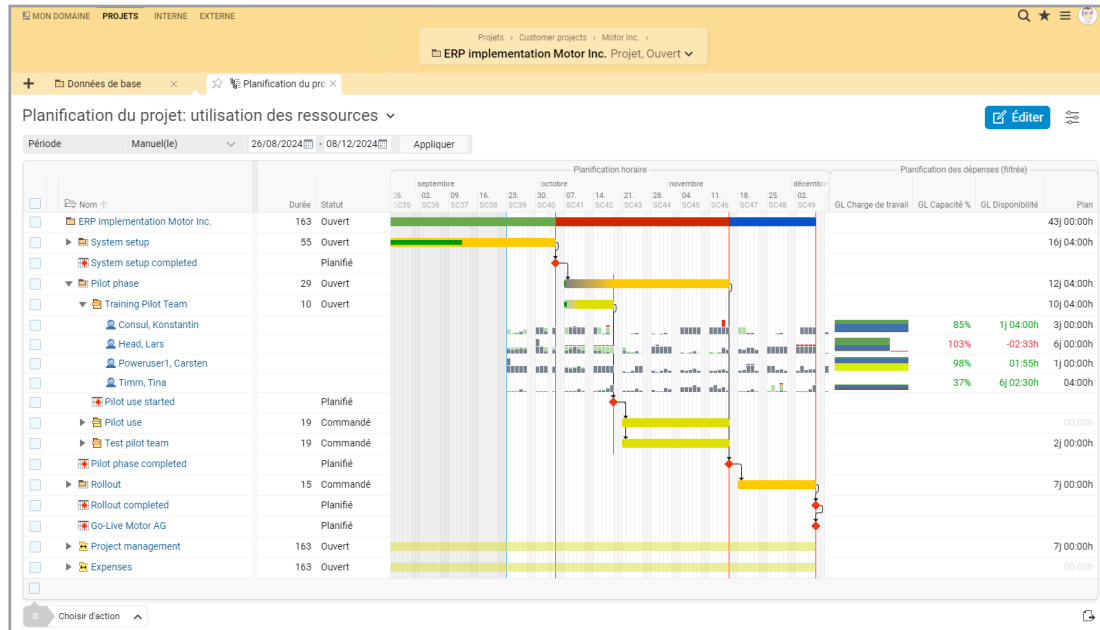 MON DOMAINE PROJETS INTERNE EXTERNE
Projets › Customer projects › Motor Inc. ›
ERP implementation Motor Inc. Projet, Ouvert
Données de base × Planification du pro ×
Planification du projet: utilisation des ressources
Éditer
Période Manuel(le) 26/08/2024 - 08/12/2024 Appliquer
Planification horaire Planification des dépenses (filtrée)
septembre octobre novembre décembre
26. 02. 09. 16. 23. 30. 07. 14. 21. 28. 04. 11. 18. 25. 02.
Nom Durée Statut SC35 SC36 SC37 SC38 SC39 SC40 SC41 SC42 SC43 SC44 SC45 SC46 SC47 SC48 SC49 GL Charge de travail GL Capacité % GL Disponibilité Plan
ERP implementation Motor Inc. 163 Ouvert 43j 00:00h
System setup 55 Ouvert 16j 04:00h
System setup completed Planifié
Pilot phase 29 Ouvert 12j 04:00h
Training Pilot Team 10 Ouvert 10j 04:00h
Consul, Konstantin 85% 1j 04:00h 3j 00:00h
Head, Lars 103% -02:33h 6j 00:00h
Poweruser1, Carsten 98% 01:55h 1j 00:00h
Timm, Tina 37% 6j 02:30h 04:00h
Pilot use started Planifié
Pilot use 19 Commandé 00:00h
Test pilot team 19 Commandé 2j 00:00h
Pilot phase completed Planifié
Rollout 15 Commandé 7j 00:00h
Rollout completed Planifié
Go-Live Motor AG Planifié
Project management 163 Ouvert 7j 00:00h
Expenses 163 Ouvert 00:00h
0 Choisir d'action